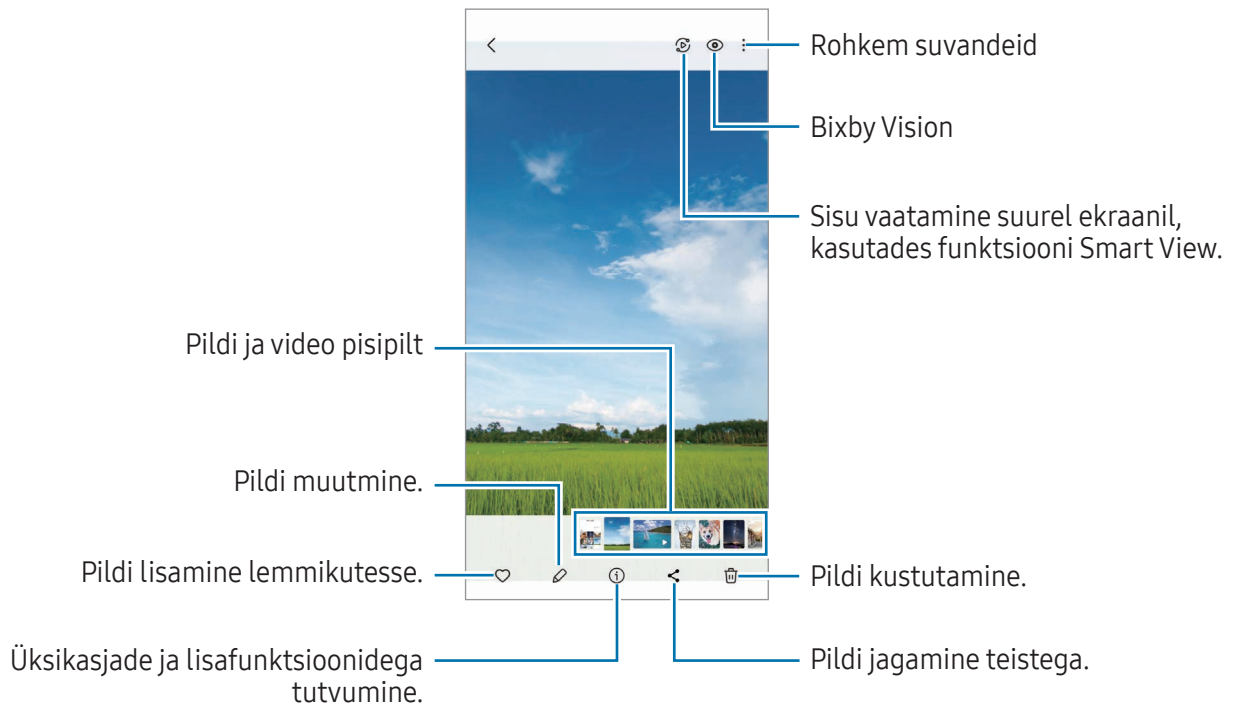 Rohkem suvandeid
Bixby Vision
Sisu vaatamine suurel ekraanil,
kasutades funktsiooni Smart View.
Pildi ja video pisipilt
Pildi muutmine.
Pildi lisamine lemmikutesse.
Pildi kustutamine.
Üksikasjade ja lisafunktsioonidega
tutvumine.
Pildi jagamine teistega.